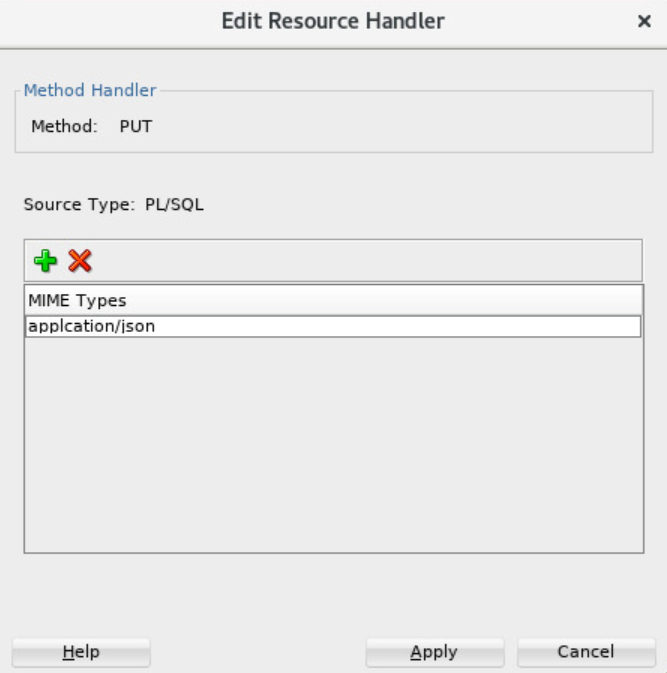 Edit Resource Handler
Method Handler
Method: PUT
Source Type: PL/SQL
MIME Types
applcation/json
Help
Apply
Cancel